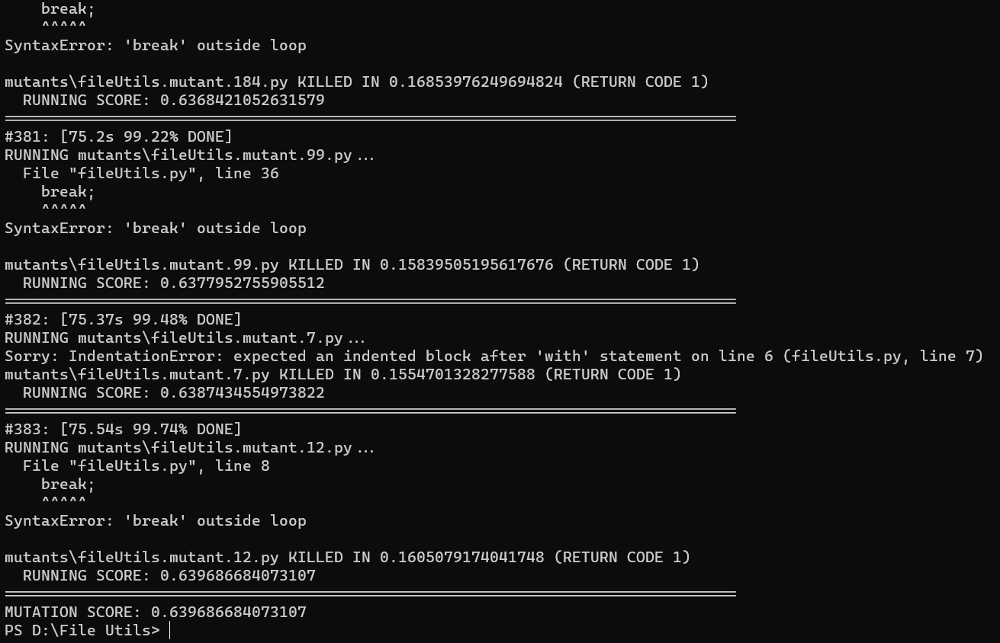 break;
    ^^^^^
SyntaxError: 'break' outside loop

mutants\fileUtils.mutant.184.py KILLED IN 0.16853976249694824 (RETURN CODE 1)
  RUNNING SCORE: 0.6368421052631579
================================================================================
#381: [75.2s 99.22% DONE]
RUNNING mutants\fileUtils.mutant.99.py...
  File "fileUtils.py", line 36
    break;
    ^^^^^
SyntaxError: 'break' outside loop

mutants\fileUtils.mutant.99.py KILLED IN 0.15839505195617676 (RETURN CODE 1)
  RUNNING SCORE: 0.6377952755905512
================================================================================
#382: [75.37s 99.48% DONE]
RUNNING mutants\fileUtils.mutant.7.py...
Sorry: IndentationError: expected an indented block after 'with' statement on line 6 (fileUtils.py, line 7)
mutants\fileUtils.mutant.7.py KILLED IN 0.1554701328277588 (RETURN CODE 1)
  RUNNING SCORE: 0.6387434554973822
================================================================================
#383: [75.54s 99.74% DONE]
RUNNING mutants\fileUtils.mutant.12.py...
  File "fileUtils.py", line 8
    break;
    ^^^^^
SyntaxError: 'break' outside loop

mutants\fileUtils.mutant.12.py KILLED IN 0.1605079174041748 (RETURN CODE 1)
  RUNNING SCORE: 0.639686684073107
================================================================================
MUTATION SCORE: 0.639686684073107
PS D:\File Utils>